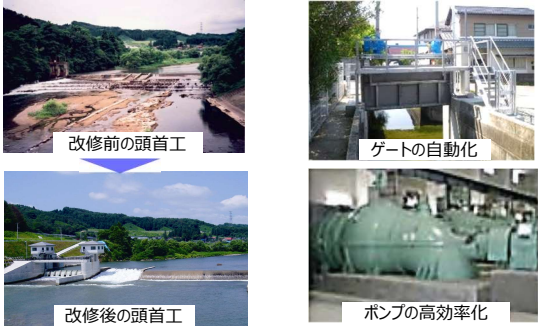 改修前の頭首工
ゲートの自動化
改修後の頭首工
ポンプの高効率化